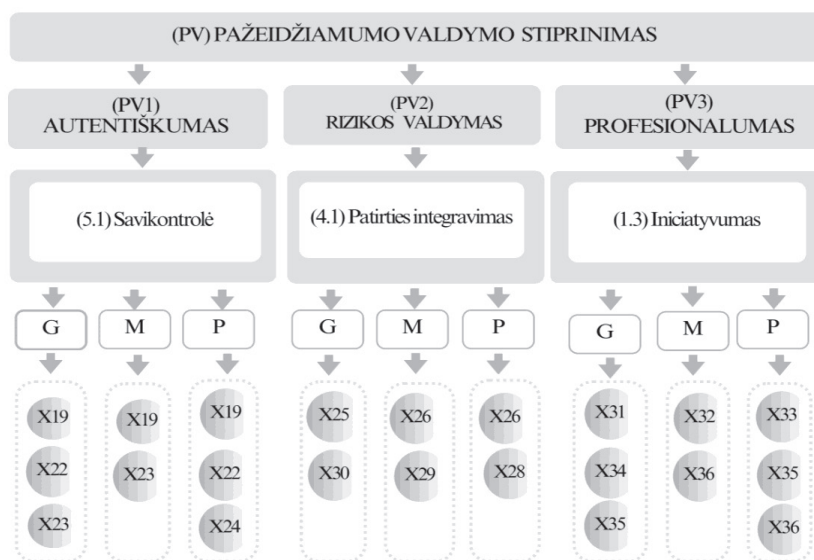 (PV) PAŽEIDŽIAMUMO VALDYMO STIPRINIMAS
(PV1)
AUTENTIŠKUMAS
(PV2)
RIZIKOS VALDYMAS
(PV3)
PROFESIONALUMAS
(5.1) Savikontrolė
(4.1) Patirties integravimas
(1.3) Iniciatyvumas
G M P G M P G M P
X19 X19 X19 X25 X26 X26 X31 X32 X33
X22 X23 X22 X30 X29 X28 X34 X36 X35
X23 X24 X35 X36